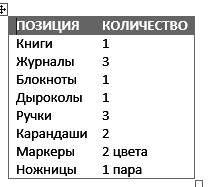 ПОЗИЦИЯ КОЛИЧЕСТВО
Книги 1
Журналы 3
Блокноты 1
Дыроколы 1
Ручки 3
Карандаши 2
Маркеры 2 цвета
Ножницы 1 пара